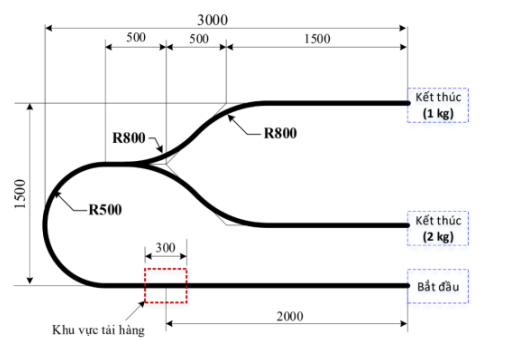 3000
500
500
1500
Kết thúc
(1 kg)
R800
R800
1500
R500
Kết thúc
(2 kg)
300
Bắt đầu
2000
Khu vực tải hàng